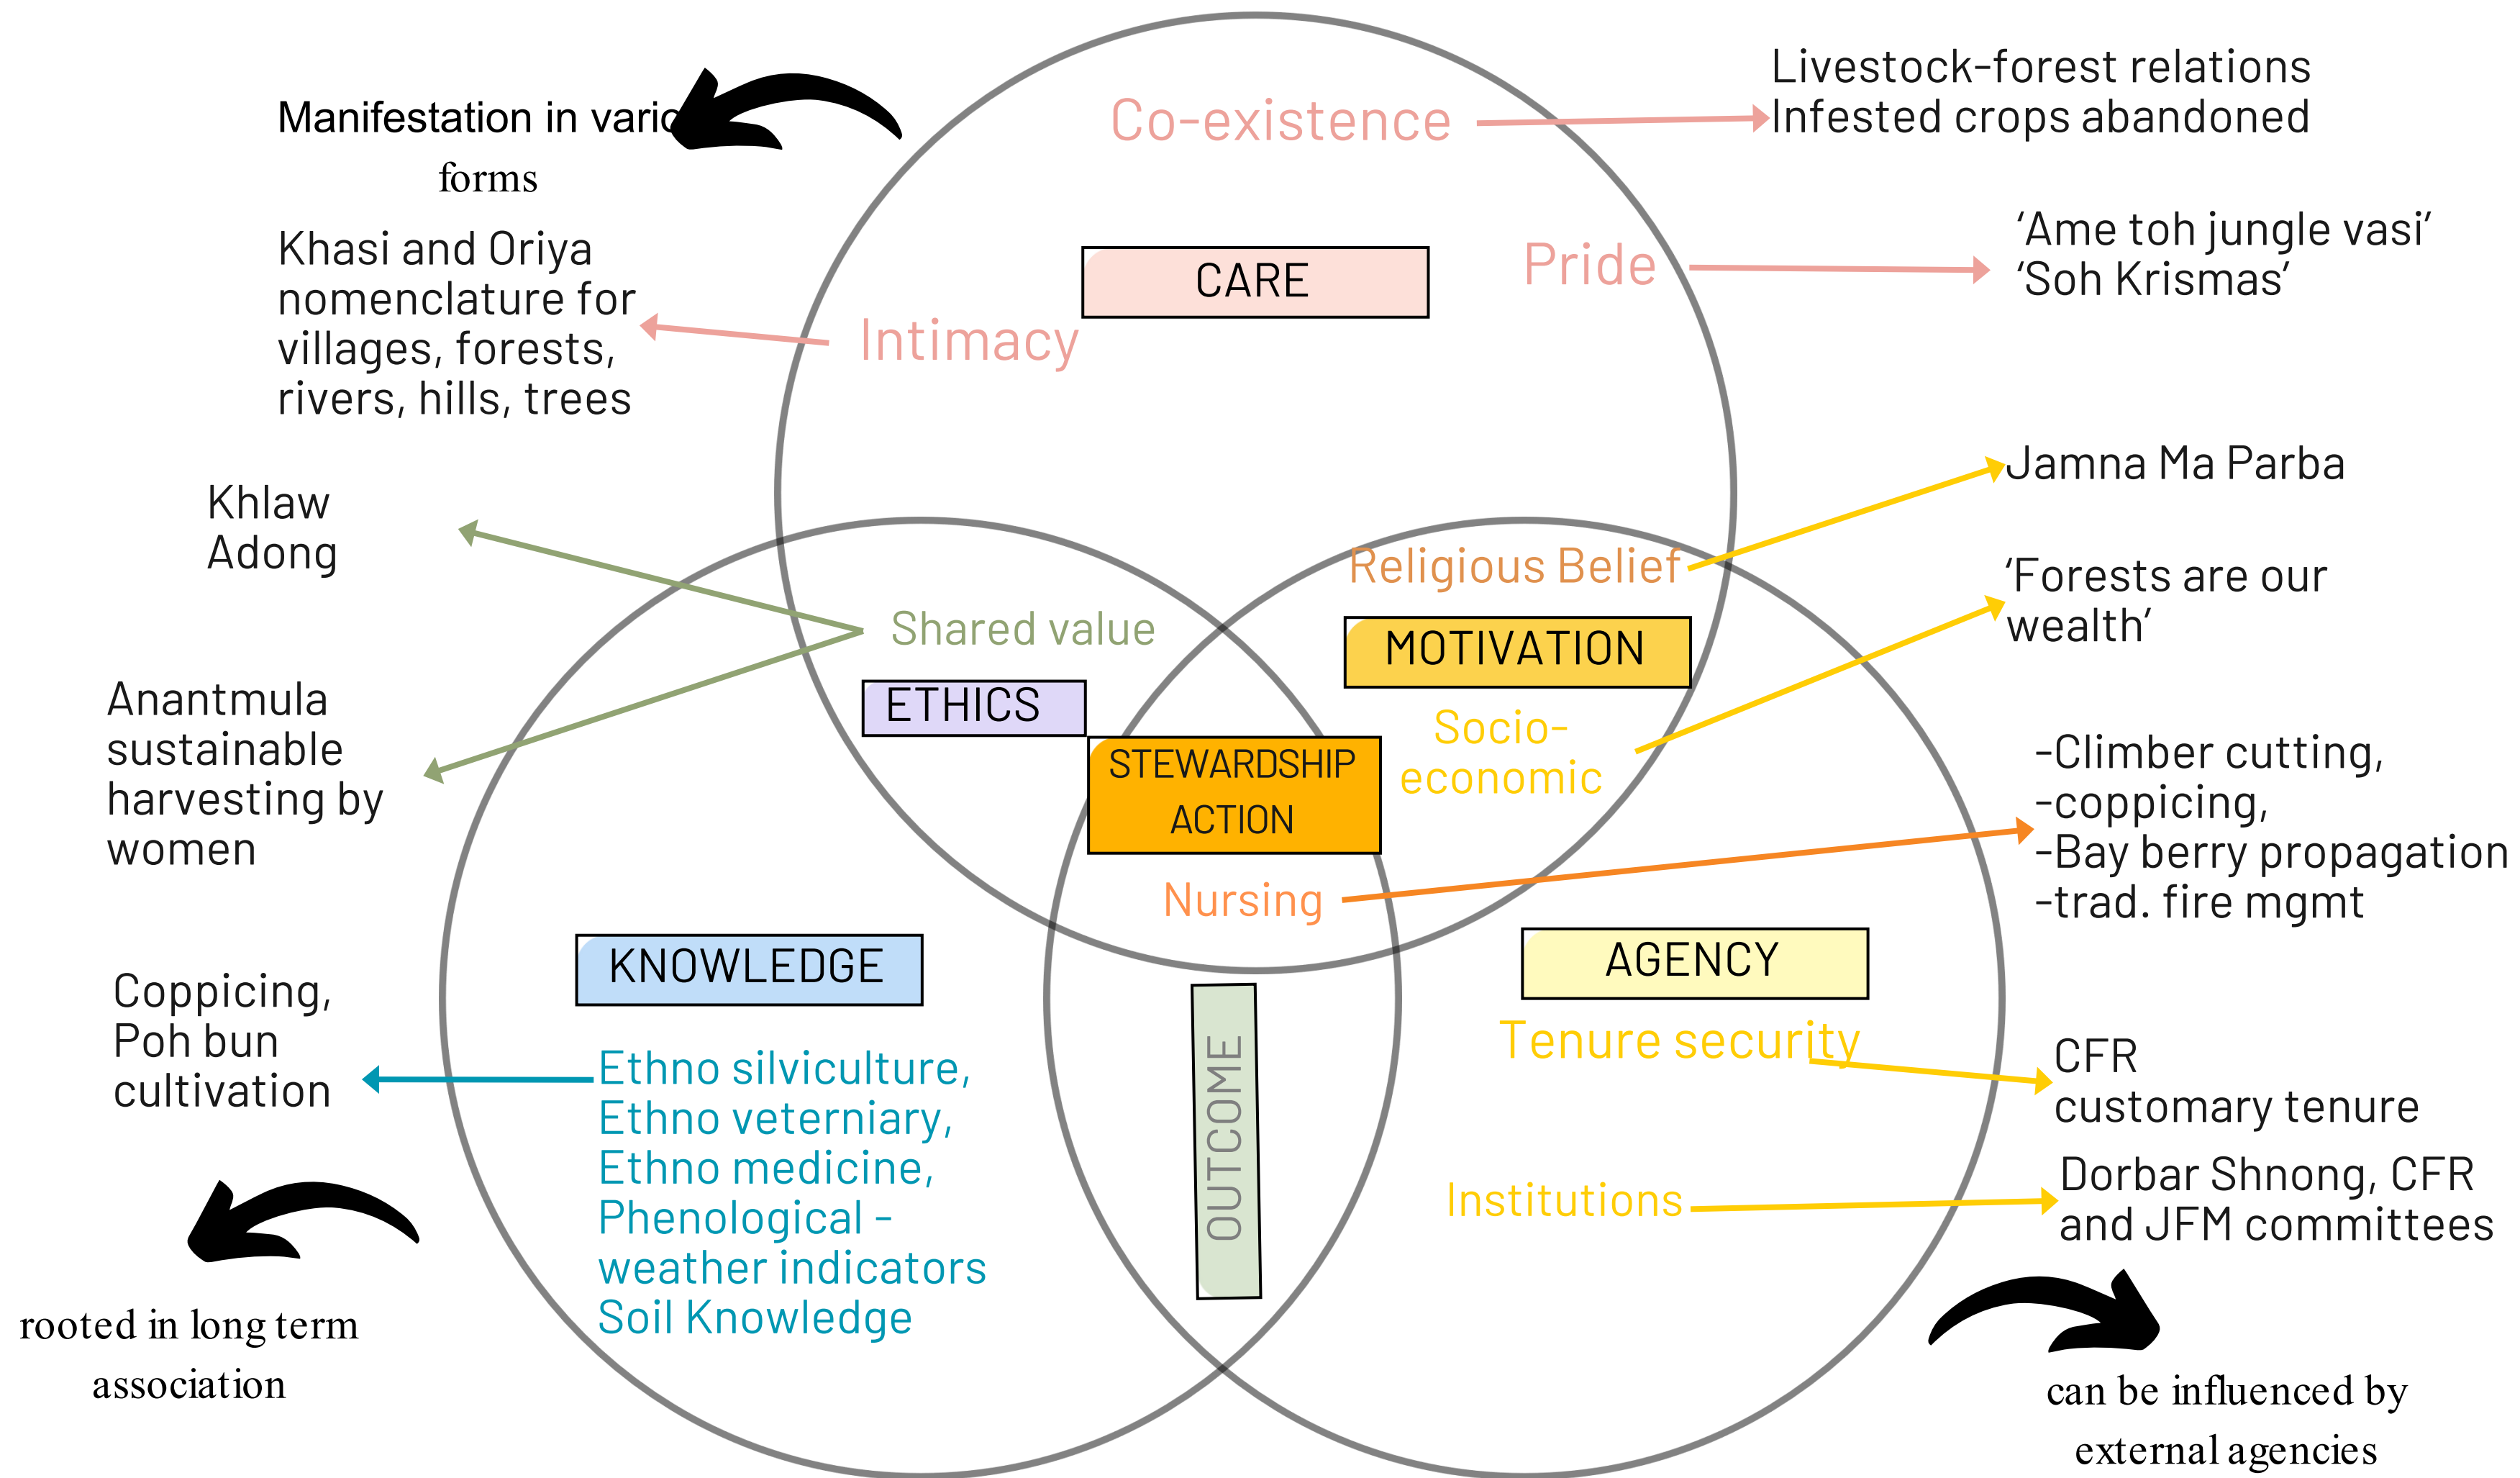 Manifestation in vario
forms
Khasi and Oriya
nomenclature for
villages, forests,
rivers, hills, trees
Khlaw
Adong
Anantmula
sustainable
harvesting by
women
Coppicing,
Poh bun
cultivation
rooted in long term
association
Co-existence
CARE
Pride
Intimacy
Shared value
ETHICS
Religious Belief
MOTIVATION
Socio-
economic
STEWARDSHIP
ACTION
Nursing
KNOWLEDGE
Ethno silviculture,
Ethno veterniary,
Ethno medicine,
Phenological -
weather indicators
Soil Knowledge
OUTCOME
AGENCY
Tenure security
Institutions
Livestock-forest relations
Infested crops abandoned
‘Ame toh jungle vasi’
‘Soh Krismas’
Jamna Ma Parba
‘Forests are our
wealth’
-Climber cutting,
-coppicing,
-Bay berry propagation
-trad. fire mgmt
CFR
customary tenure
Dorbar Shnong, CFR
and JFM committees
can be influenced by
external agencies